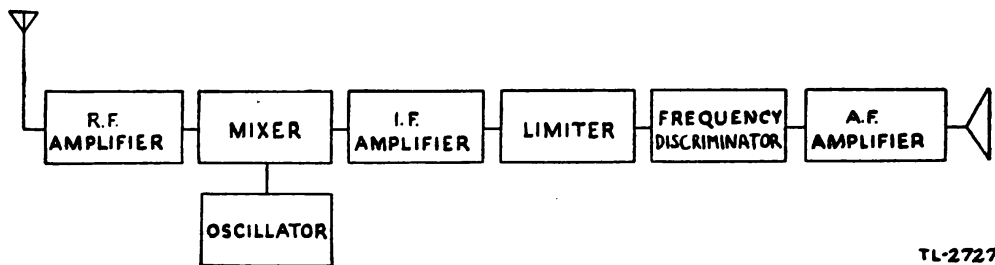 R.F.
AMPLIFIER
MIXER
I.F.
AMPLIFIER
LIMITER
FREQUENCY
DISCRIMINATOR
A.F.
AMPLIFIER
OSCILLATOR
TL-2727